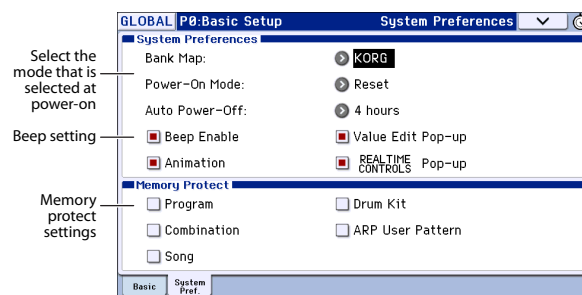 GLOBAL P0:Basic Setup System Preferences
System Preferences
Select the
mode that is
selected at
power-on
Bank Map: KORG
Power-On Mode: Reset
Auto Power-Off: 4 hours
Beep setting
Beep Enable Value Edit Pop-up
Animation REALTIME CONTROLS Pop-up
Memory Protect
Memory
protect
settings
Program Drum Kit
Combination ARP User Pattern
Song
Basic System Pref.